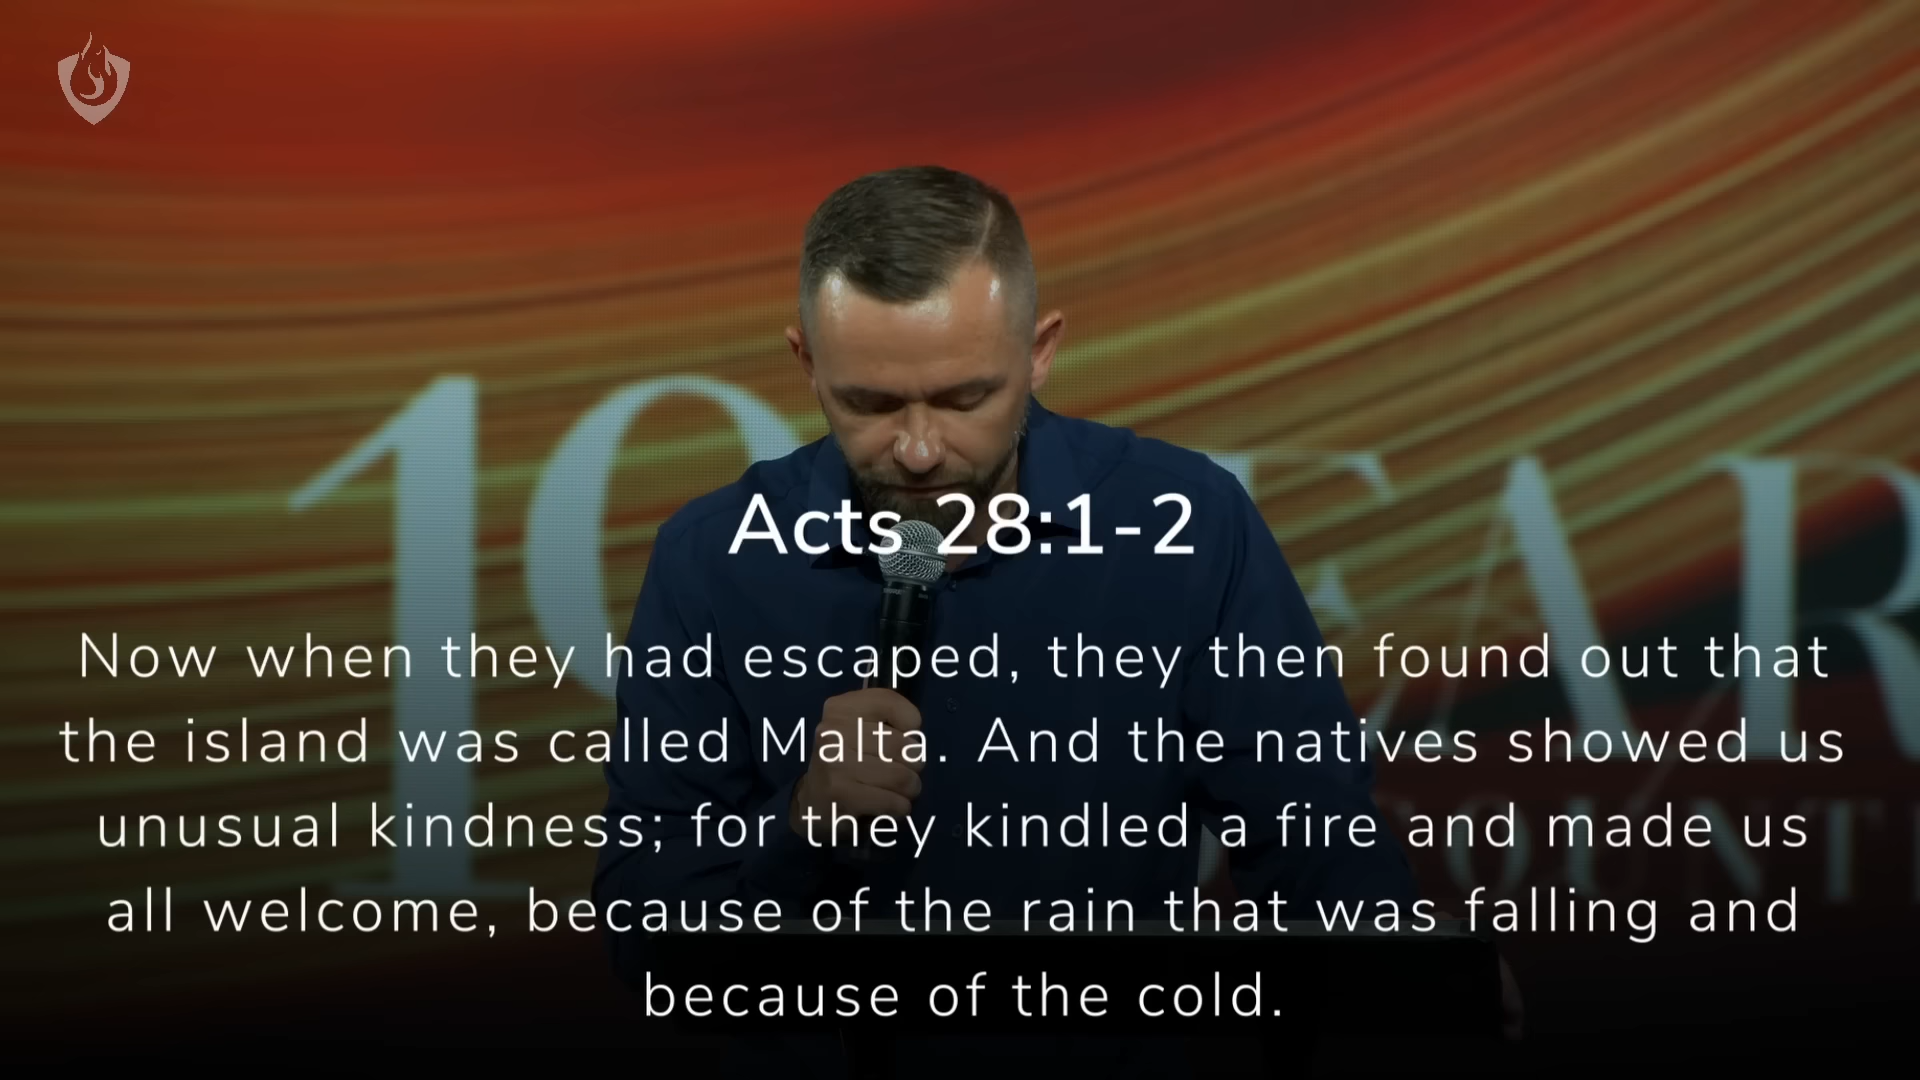 Acts 28:1-2
Now when they had escaped, they then found out that
the island was called Malta. And the natives showed us
unusual kindness; for they kindled a fire and made us
all welcome, because of the rain that was falling and
because of the cold.